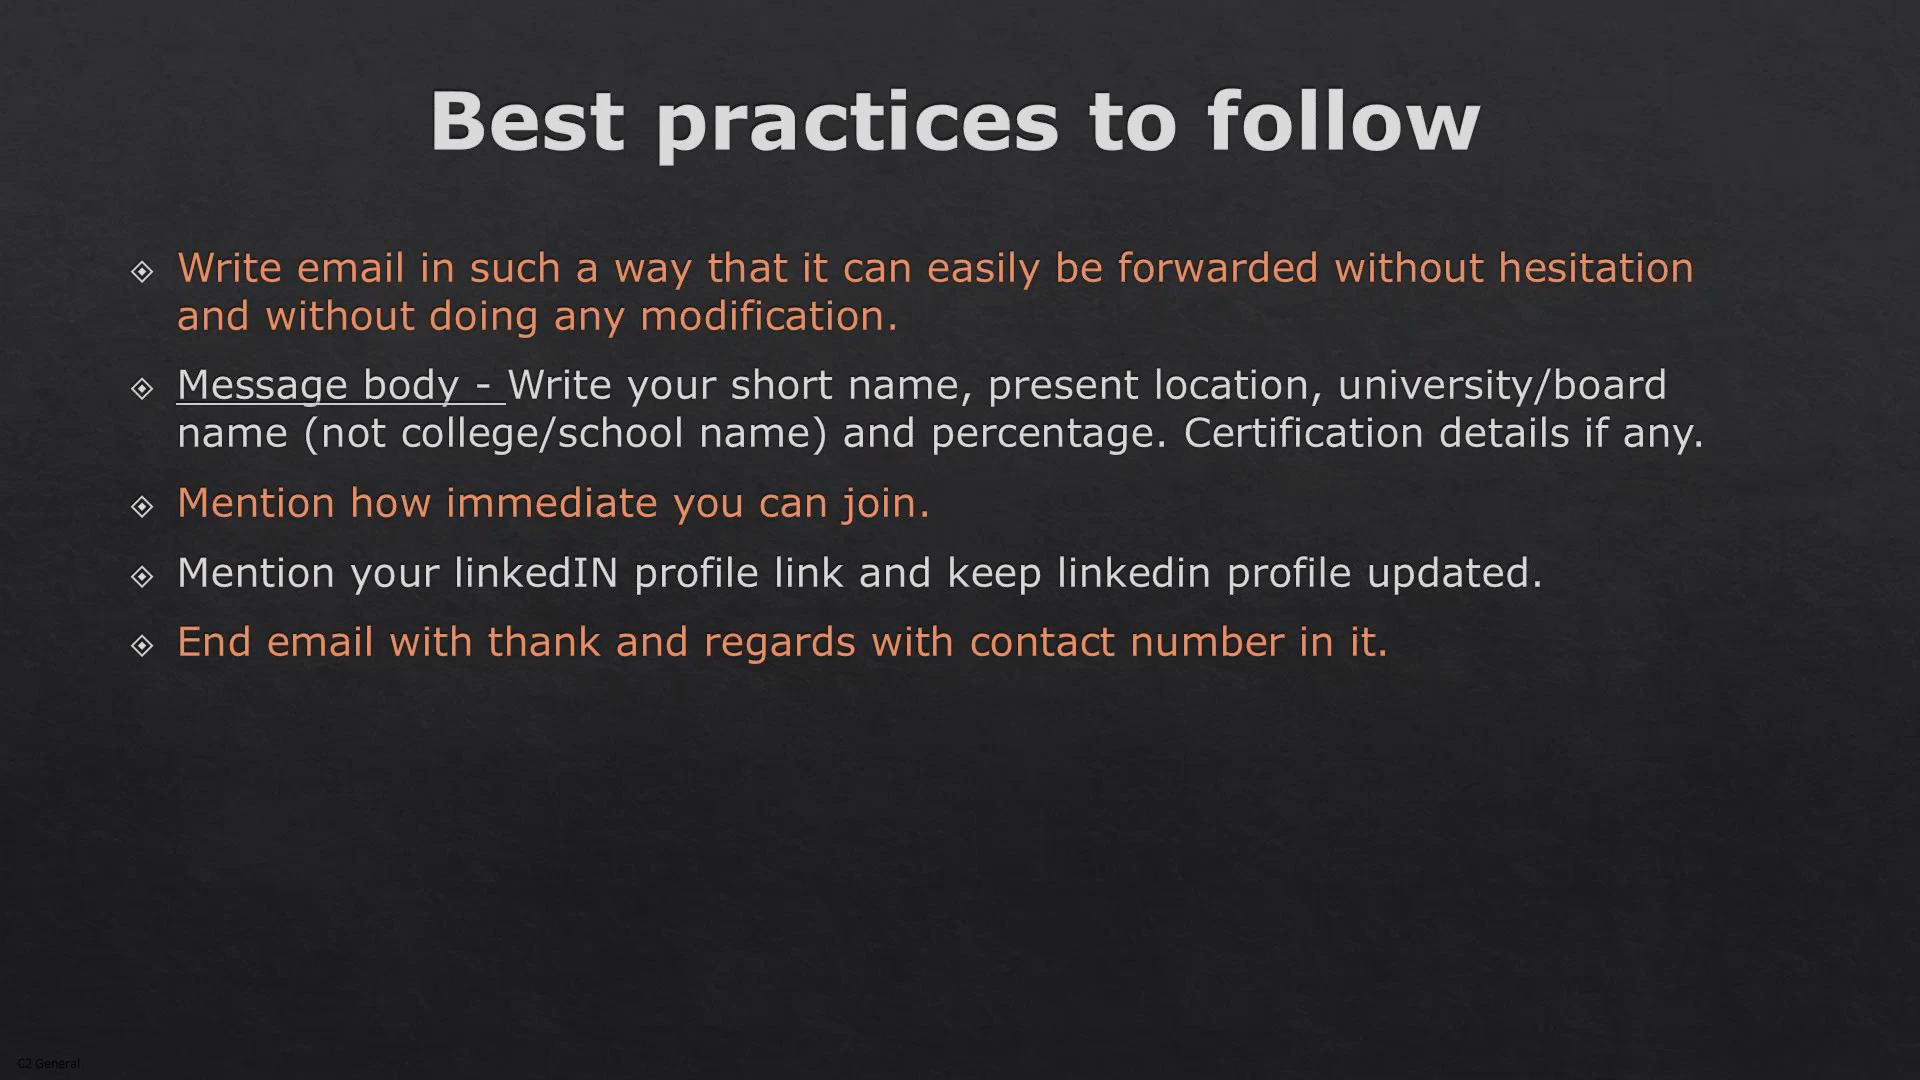 Best practices to follow
Write email in such a way that it can easily be forwarded without hesitation
and without doing any modification.
Message body - Write your short name, present location, university/board
name (not college/school name) and percentage. Certification details if any.
Mention how immediate you can join.
Mention your linkedIN profile link and keep linkedin profile updated.
End email with thank and regards with contact number in it.
C2 General